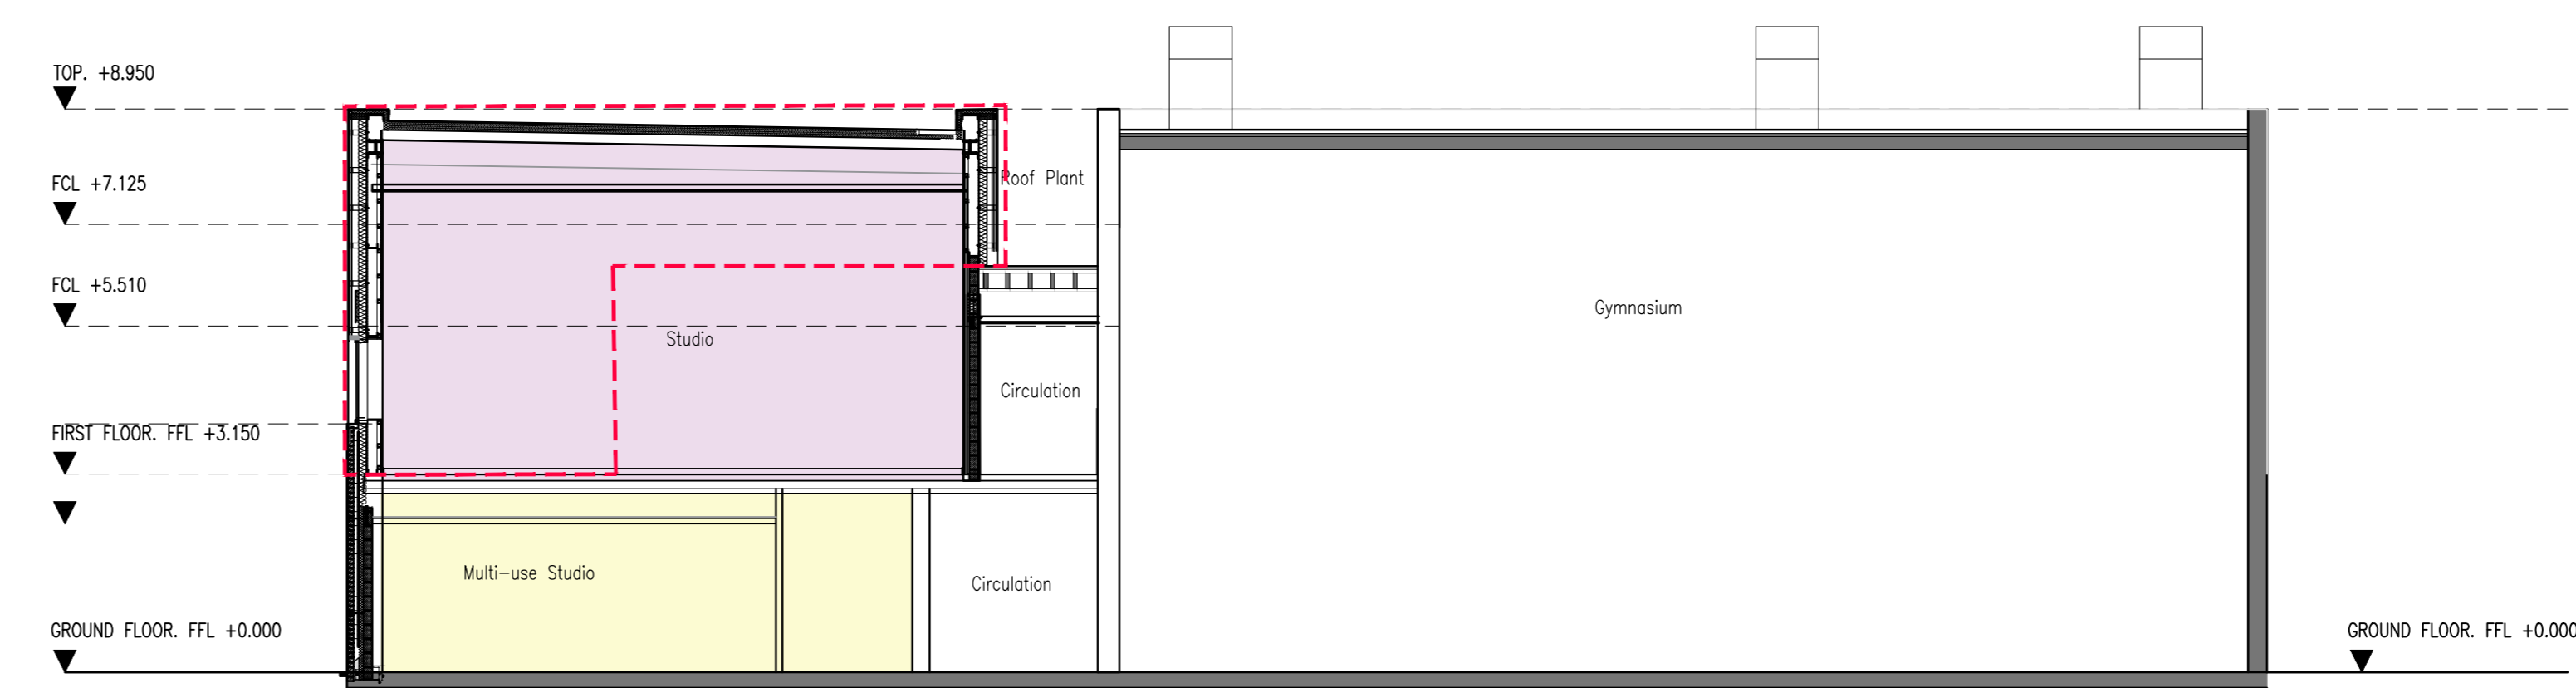 TOP. +8.950
FCL +7.125
Roof Plant
FCL +5.510
Gymnasium
Studio
Circulation
FIRST FLOOR. FFL +3.150
Multi-use Studio
Circulation
GROUND FLOOR. FFL +0.000
GROUND FLOOR. FFL +0.000